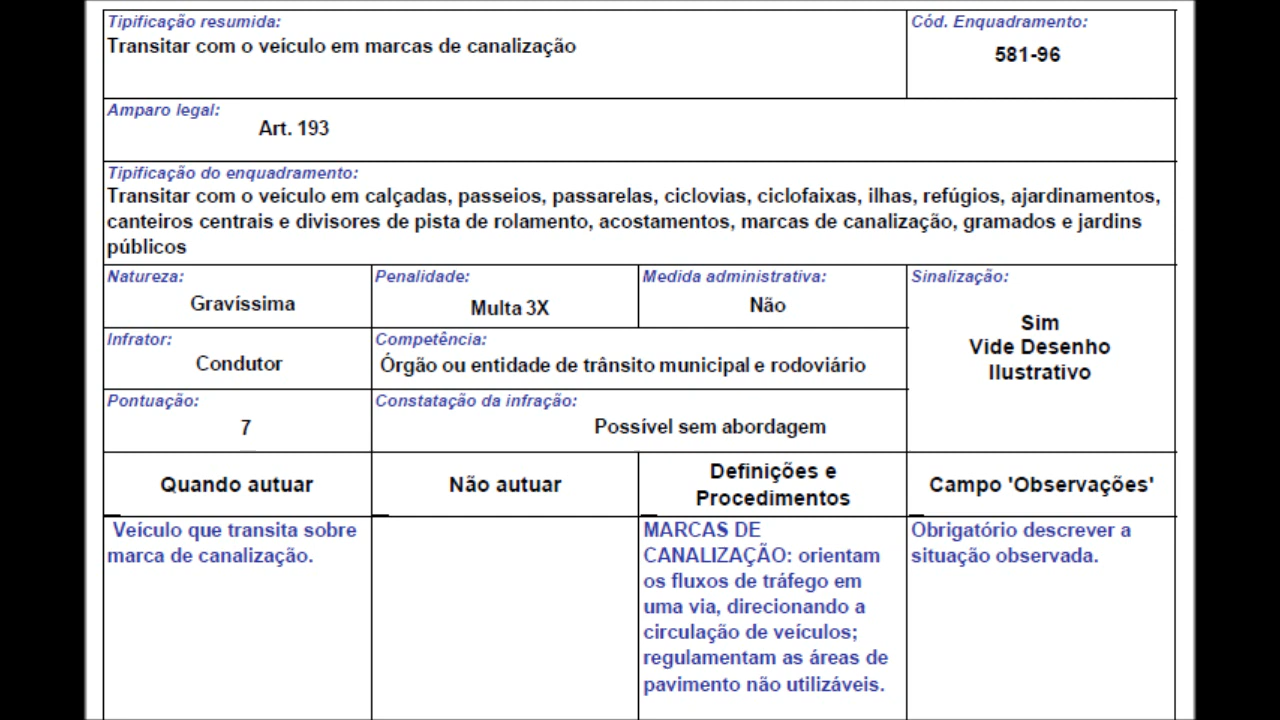 Tipificação resumida:
Transitar com o veículo em marcas de canalização
Cód. Enquadramento:
581-96
Amparo legal:
Art. 193
Tipificação do enquadramento:
Transitar com o veículo em calçadas, passeios, passarelas, ciclovias, ciclofaixas, ilhas, refúgios, ajardinamentos,
canteiros centrais e divisores de pista de rolamento, acostamentos, marcas de canalização, gramados e jardins
públicos
Natureza:
Gravíssima
Penalidade:
Multa 3X
Medida administrativa:
Não
Sinalização:
Sim
Vide Desenho
Ilustrativo
Infrator:
Condutor
Competência:
Órgão ou entidade de trânsito municipal e rodoviário
Pontuação:
7
Constatação da infração:
Possível sem abordagem
Quando autuar
Não autuar
Definições e
Procedimentos
Campo 'Observações'
Veículo que transita sobre
marca de canalização.
MARCAS DE
CANALIZAÇÃO: orientam
os fluxos de tráfego em
uma via, direcionando a
circulação de veículos;
regulamentam as áreas de
pavimento não utilizáveis.
Obrigatório descrever a
situação observada.